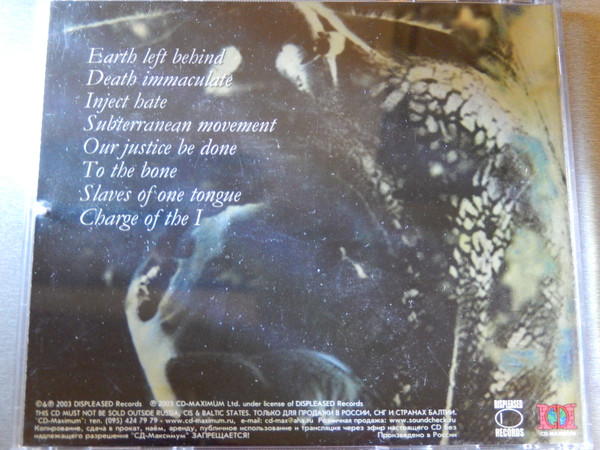 Earth left behind
Death immaculate
Inject hate
Subterranean movement
Our justice be done
To the bone
Slaves of one tongue
Charge of the I
©&℗ 2003 DISPLEASED Records ℗ 2003 CD-MAXIMUM Ltd. under license of DISPLEASED Records
THIS CD MUST NOT BE SOLD OUTSIDE RUSSIA, CIS & BALTIC STATES. ТОЛЬКО ДЛЯ ПРОДАЖИ В РОССИИ, СНГ И СТРАНАХ БАЛТИИ.
"CD-Maximum": тел. (095) 424 79 79 - www.cd-maximum.ru, e-mail: cd-max@aha.ru Розничная продажа: www.soundcheck.ru
Копирование, сдача в прокат, наём, аренду, публичное использование и трансляция через эфир настоящего CD без
надлежащего разрешения "СД-Максимум" ЗАПРЕЩАЕТСЯ! Произведено в России
DISPLEASED
RECORDS
CD-MAXIMUM